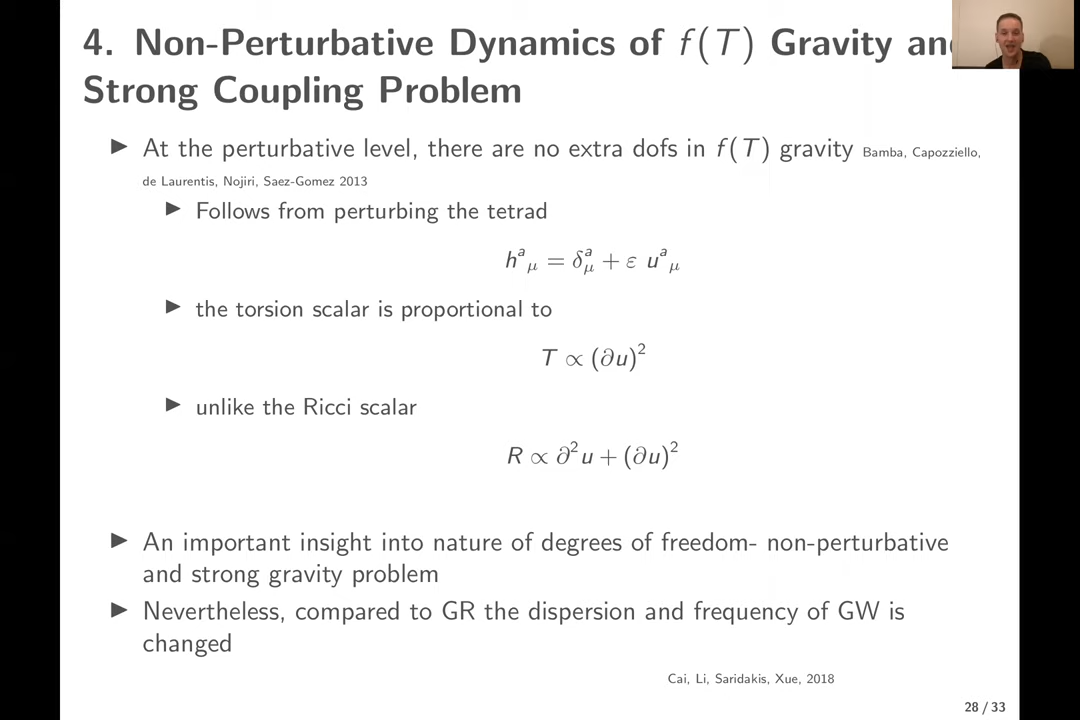 4. Non-Perturbative Dynamics of f(T) Gravity an
Strong Coupling Problem
▶ At the perturbative level, there are no extra dofs in f(T) gravity Bamba, Capozziello,
de Laurentis, Nojiri, Saez-Gomez 2013
▶ Follows from perturbing the tetrad
h^a_μ = δ^a_μ + ε u^a_μ
▶ the torsion scalar is proportional to
T ∝ (∂u)²
▶ unlike the Ricci scalar
R ∝ ∂²u + (∂u)²
▶ An important insight into nature of degrees of freedom- non-perturbative
and strong gravity problem
▶ Nevertheless, compared to GR the dispersion and frequency of GW is
changed
Cai, Li, Saridakis, Xue, 2018
28 / 33